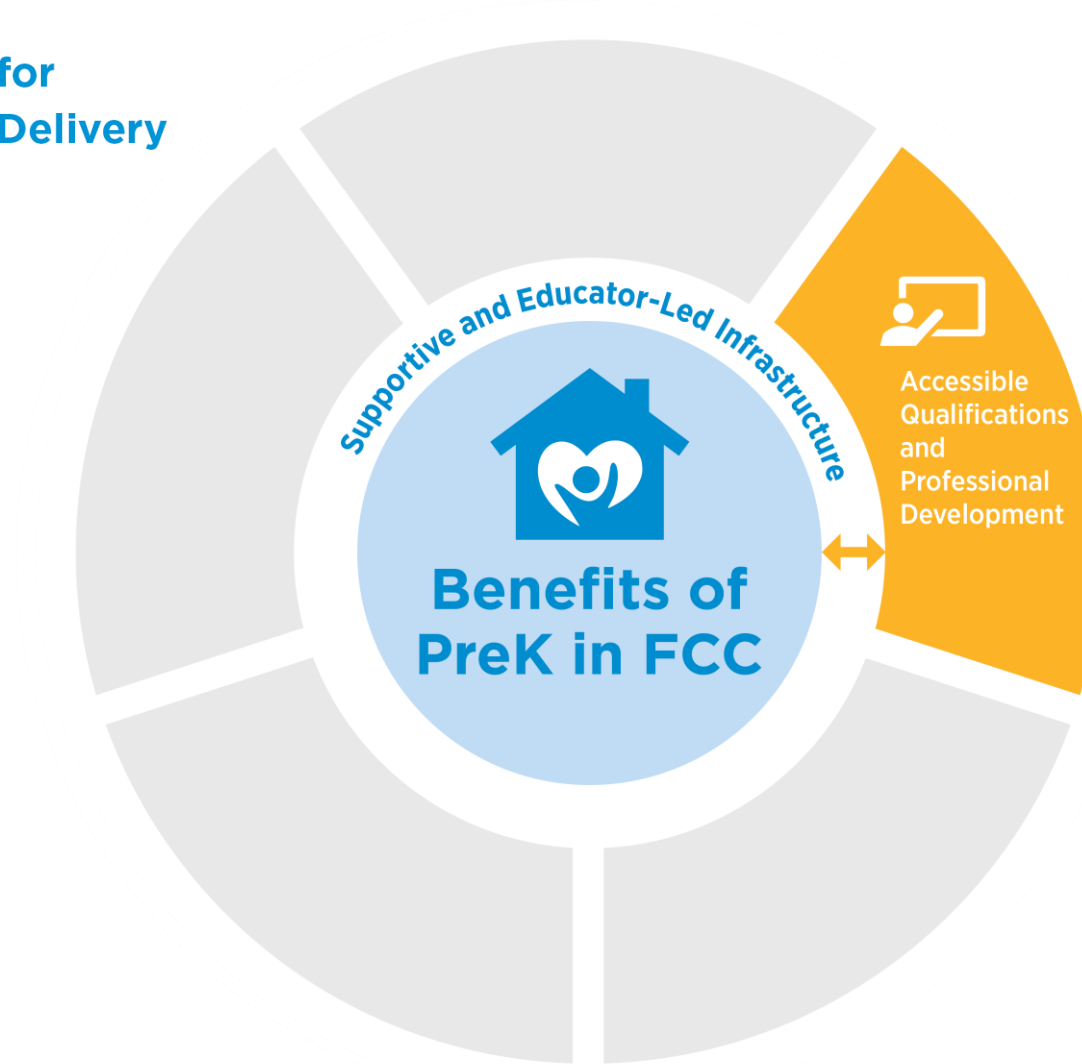 for
Delivery
Supportive and Educator-Led Infrastructure
Accessible
Qualifications
and
Professional
Development
Benefits of
PreK in FCC